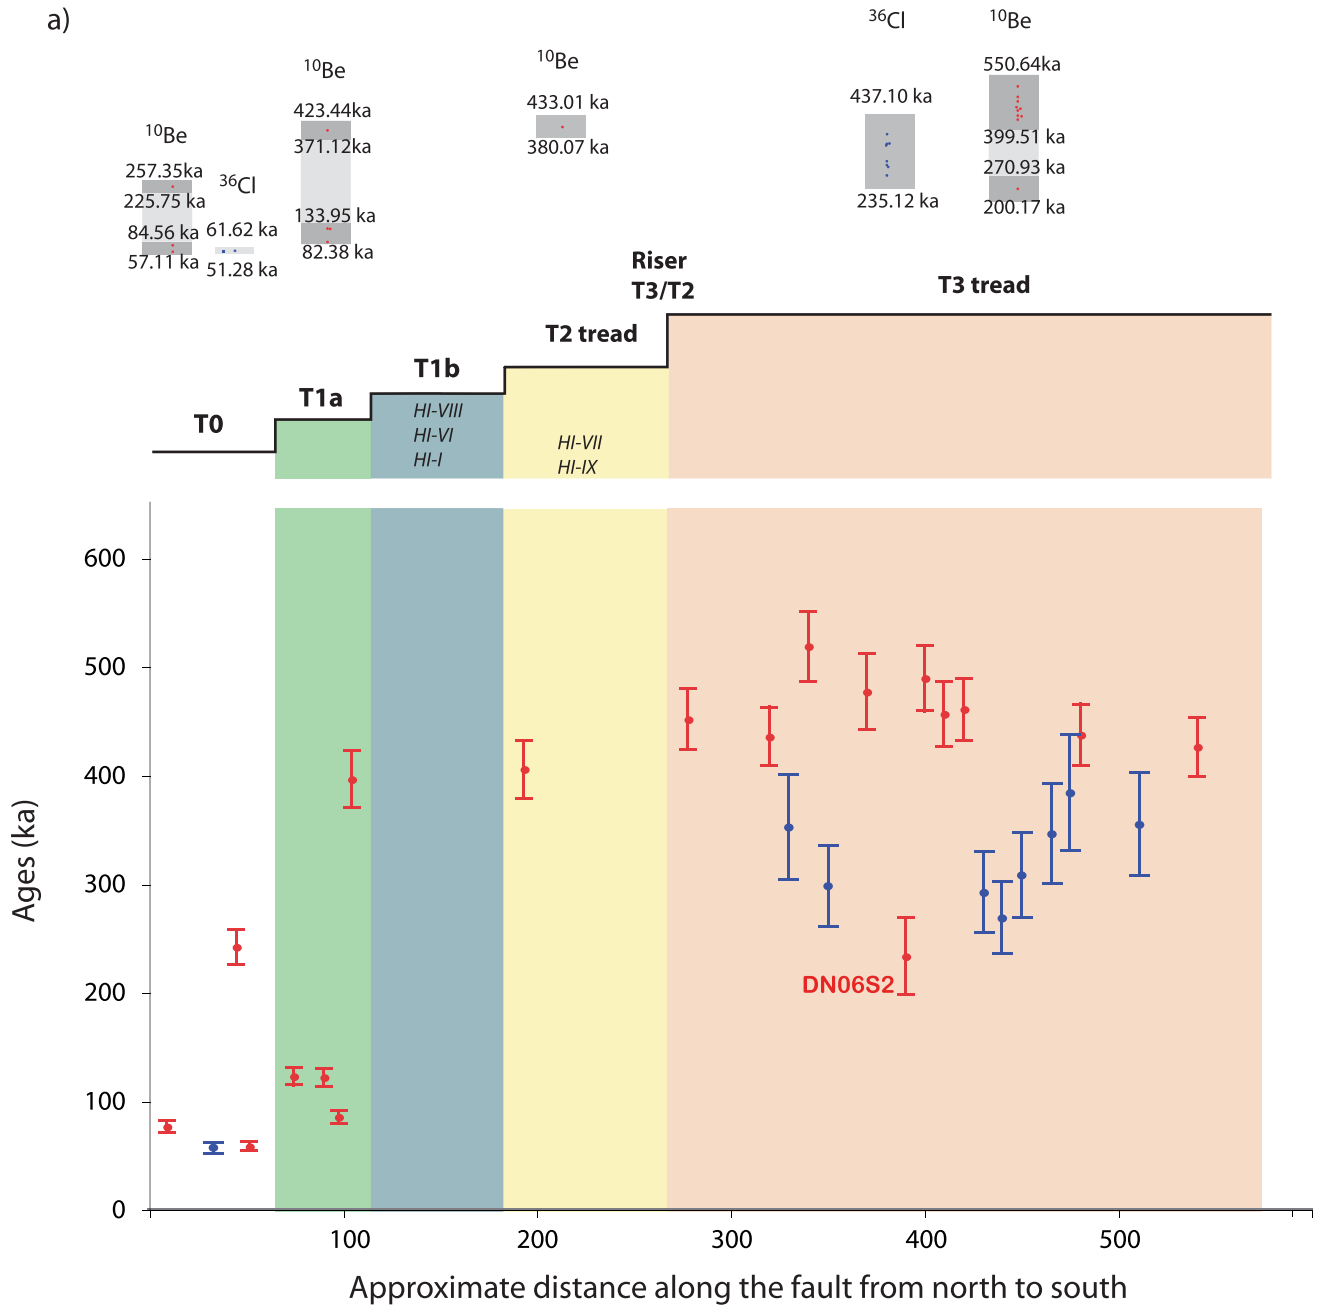 a)
36Cl
10Be
10Be
10Be
550.64ka
437.10 ka
433.01 ka
423.44ka
399.51 ka
371.12ka
380.07 ka
10Be
257.35ka
36Cl
270.93 ka
225.75 ka
235.12 ka
200.17 ka
133.95 ka
84.56 ka
61.62 ka
82.38 ka
57.11 ka
51.28 ka
Riser
T3/T2
T3 tread
T2 tread
T1b
T1a
T0
HI-VIII
HI-VI
HI-I
HI-VII
HI-IX
600
500
400
300
200
100
0
Ages (ka)
DN06S2
100
200
300
400
500
Approximate distance along the fault from north to south